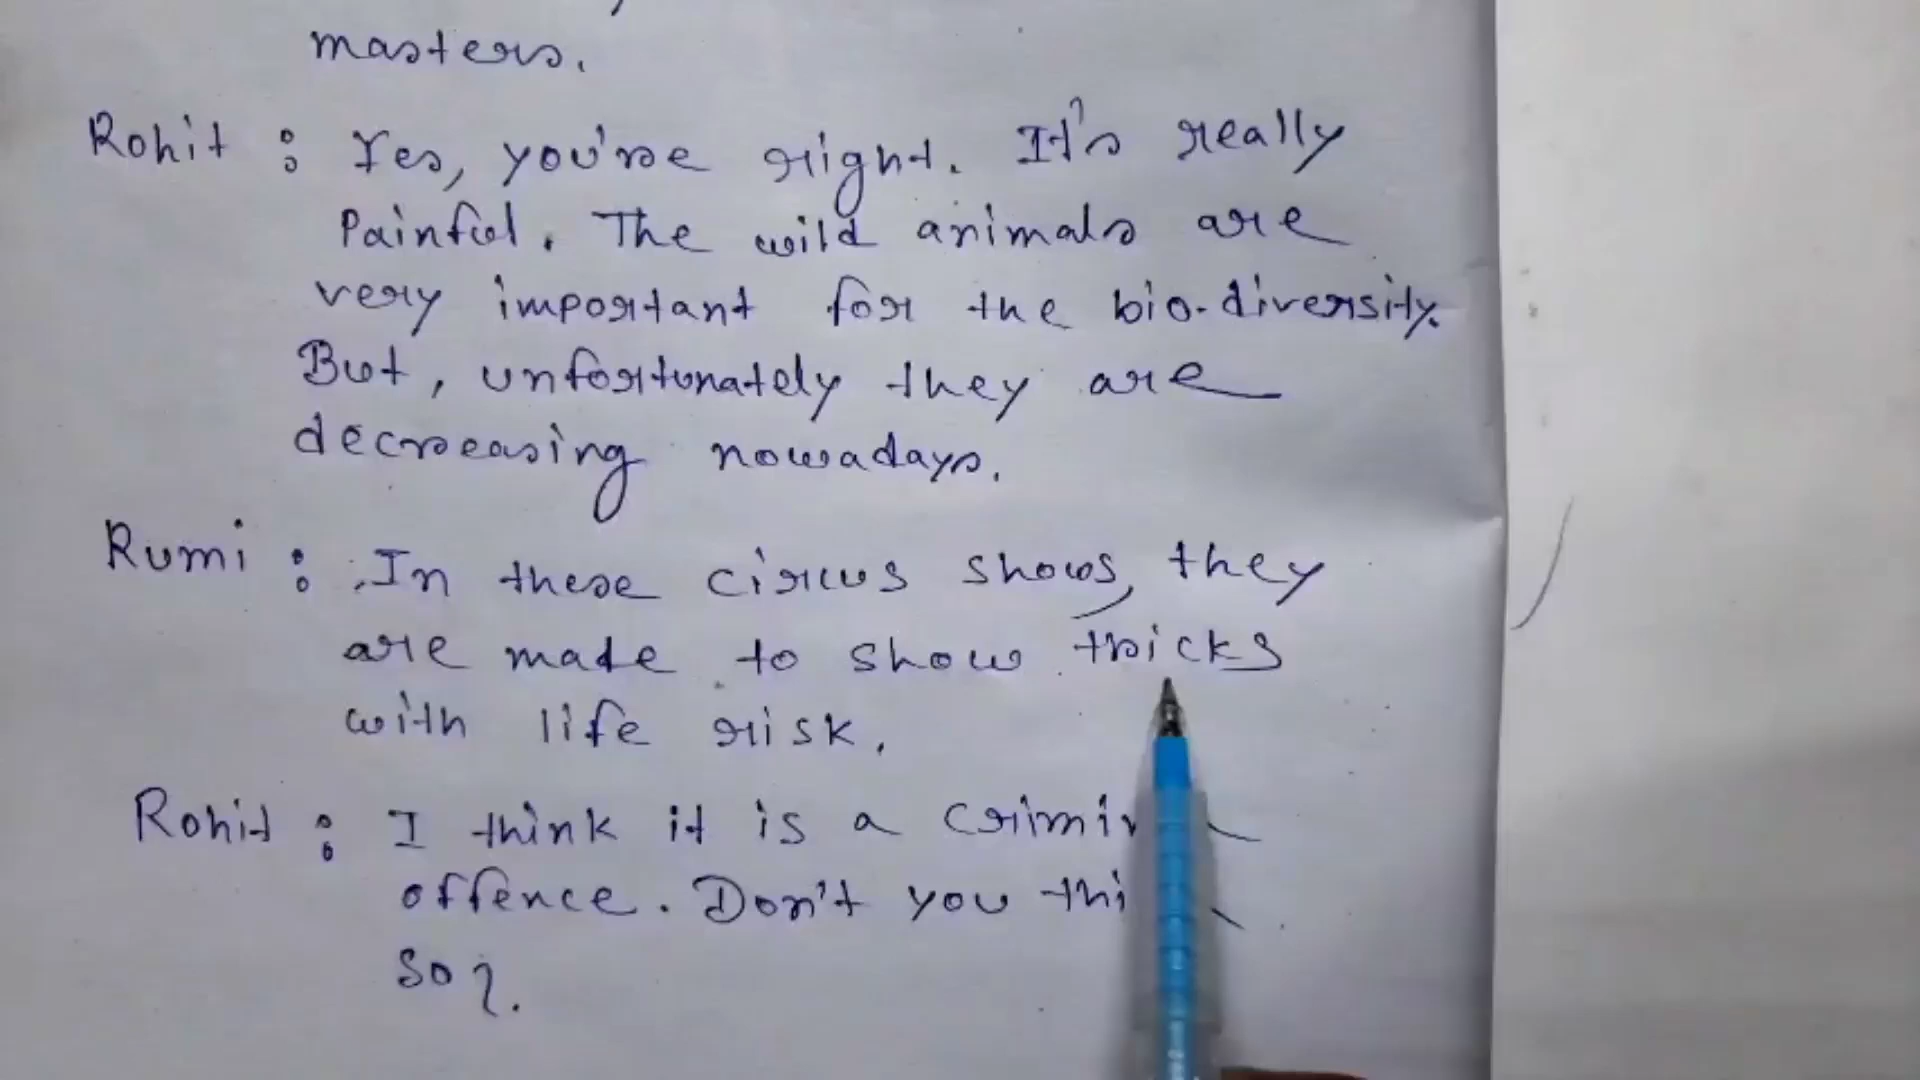 masters.
Rohit : Yes, you're right. It's really
Painful. The wild animals are
very important for the bio-diversity.
But, unfortunately they are
decreasing nowadays.
Rumi : In these circus shows, they
are made to show tricks
with life risk.
Rohit : I think it is a
offence. Don't you
so?